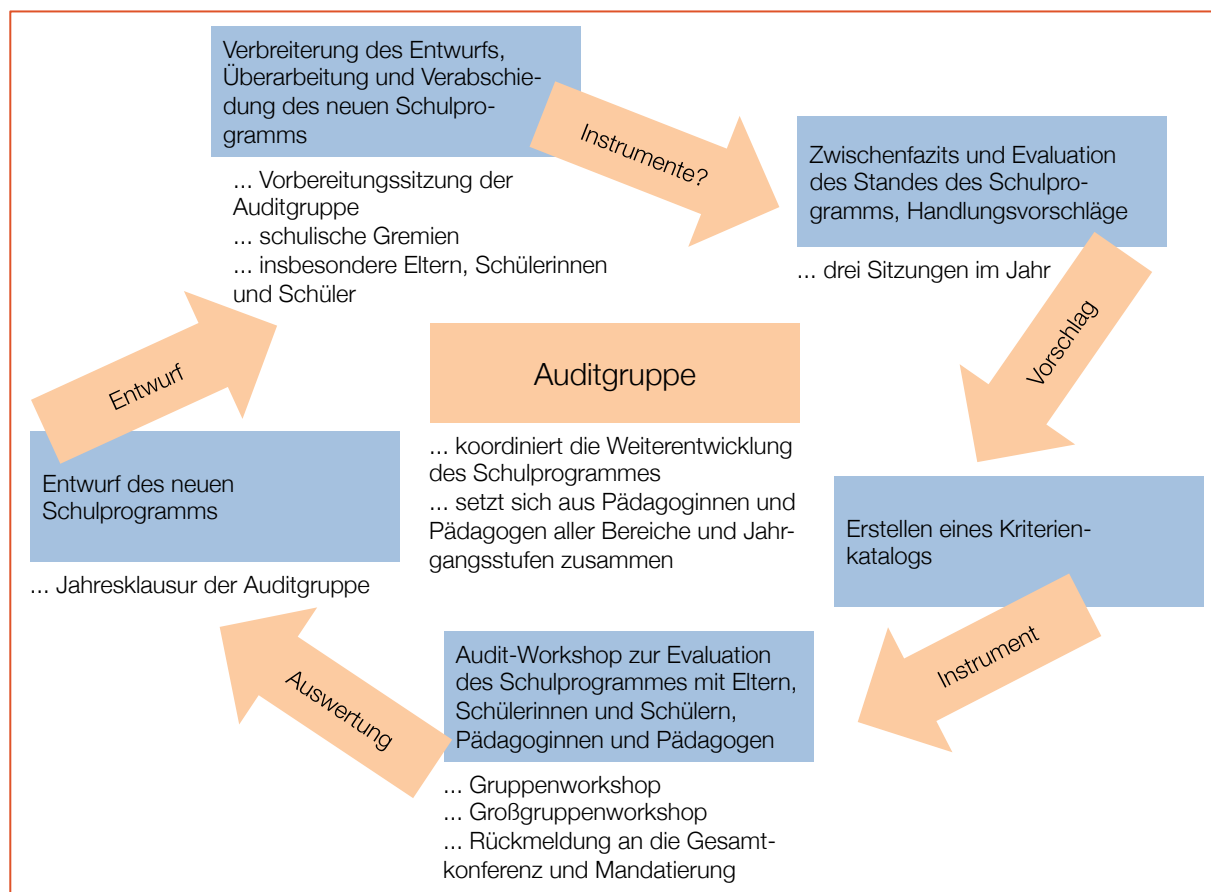 Verbreiterung des Entwurfs,
Überarbeitung und Verabschie-
dung des neuen Schulpro-
gramms
... Vorbereitungssitzung der
Auditgruppe
... schulische Gremien
... insbesondere Eltern, Schülerinnen
und Schüler
Instrumente?
Zwischenfazits und Evaluation
des Standes des Schulpro-
gramms, Handlungsvorschläge
... drei Sitzungen im Jahr
Vorschlag
Erstellen eines Kriterien-
katalogs
Instrument
Audit-Workshop zur Evaluation
des Schulprogrammes mit Eltern,
Schülerinnen und Schülern,
Pädagoginnen und Pädagogen
... Gruppenworkshop
... Großgruppenworkshop
... Rückmeldung an die Gesamt-
konferenz und Mandatierung
Auswertung
Entwurf des neuen
Schulprogramms
... Jahresklausur der Auditgruppe
Entwurf
Auditgruppe
... koordiniert die Weiterentwicklung
des Schulprogrammes
... setzt sich aus Pädagoginnen und
Pädagogen aller Bereiche und Jahr-
gangsstufen zusammen